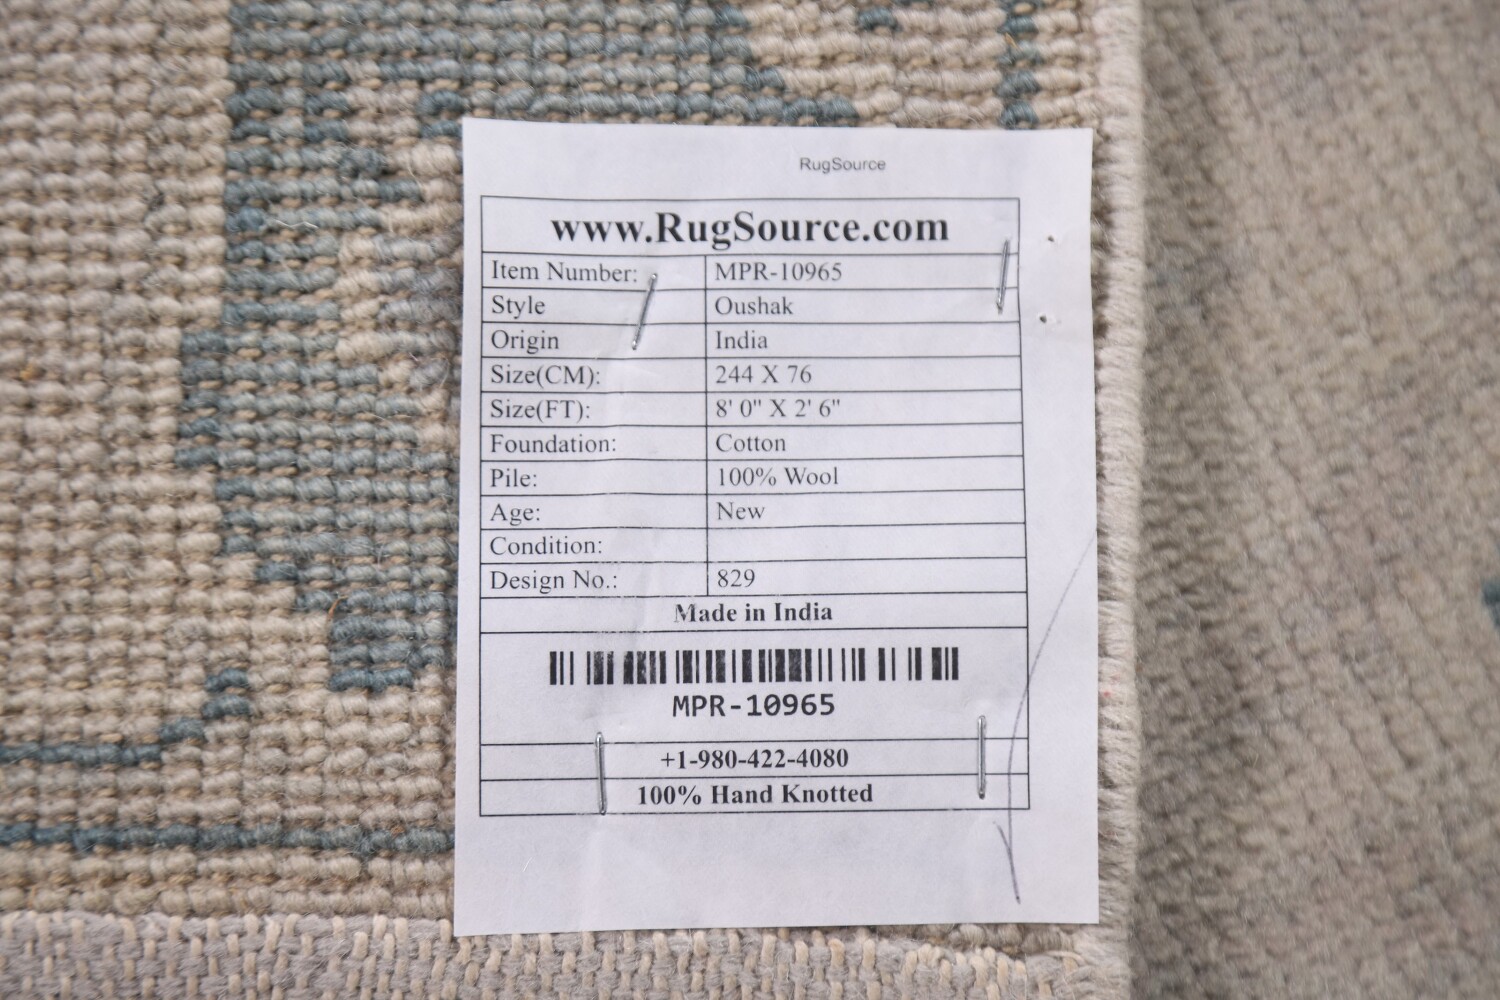 RugSource
www.RugSource.com
Item Number: MPR-10965
Style Oushak
Origin India
Size(CM): 244 X 76
Size(FT): 8' 0" X 2' 6"
Foundation: Cotton
Pile: 100% Wool
Age: New
Condition:
Design No.: 829
Made in India
MPR-10965
+1-980-422-4080
100% Hand Knotted